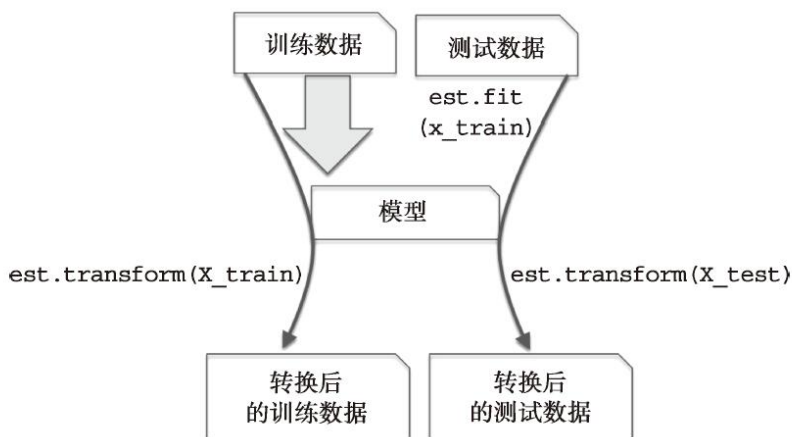 训练数据
测试数据
est.fit
(x_train)
模型
est.transform(X_train)
est.transform(X_test)
转换后
的训练数据
转换后
的测试数据